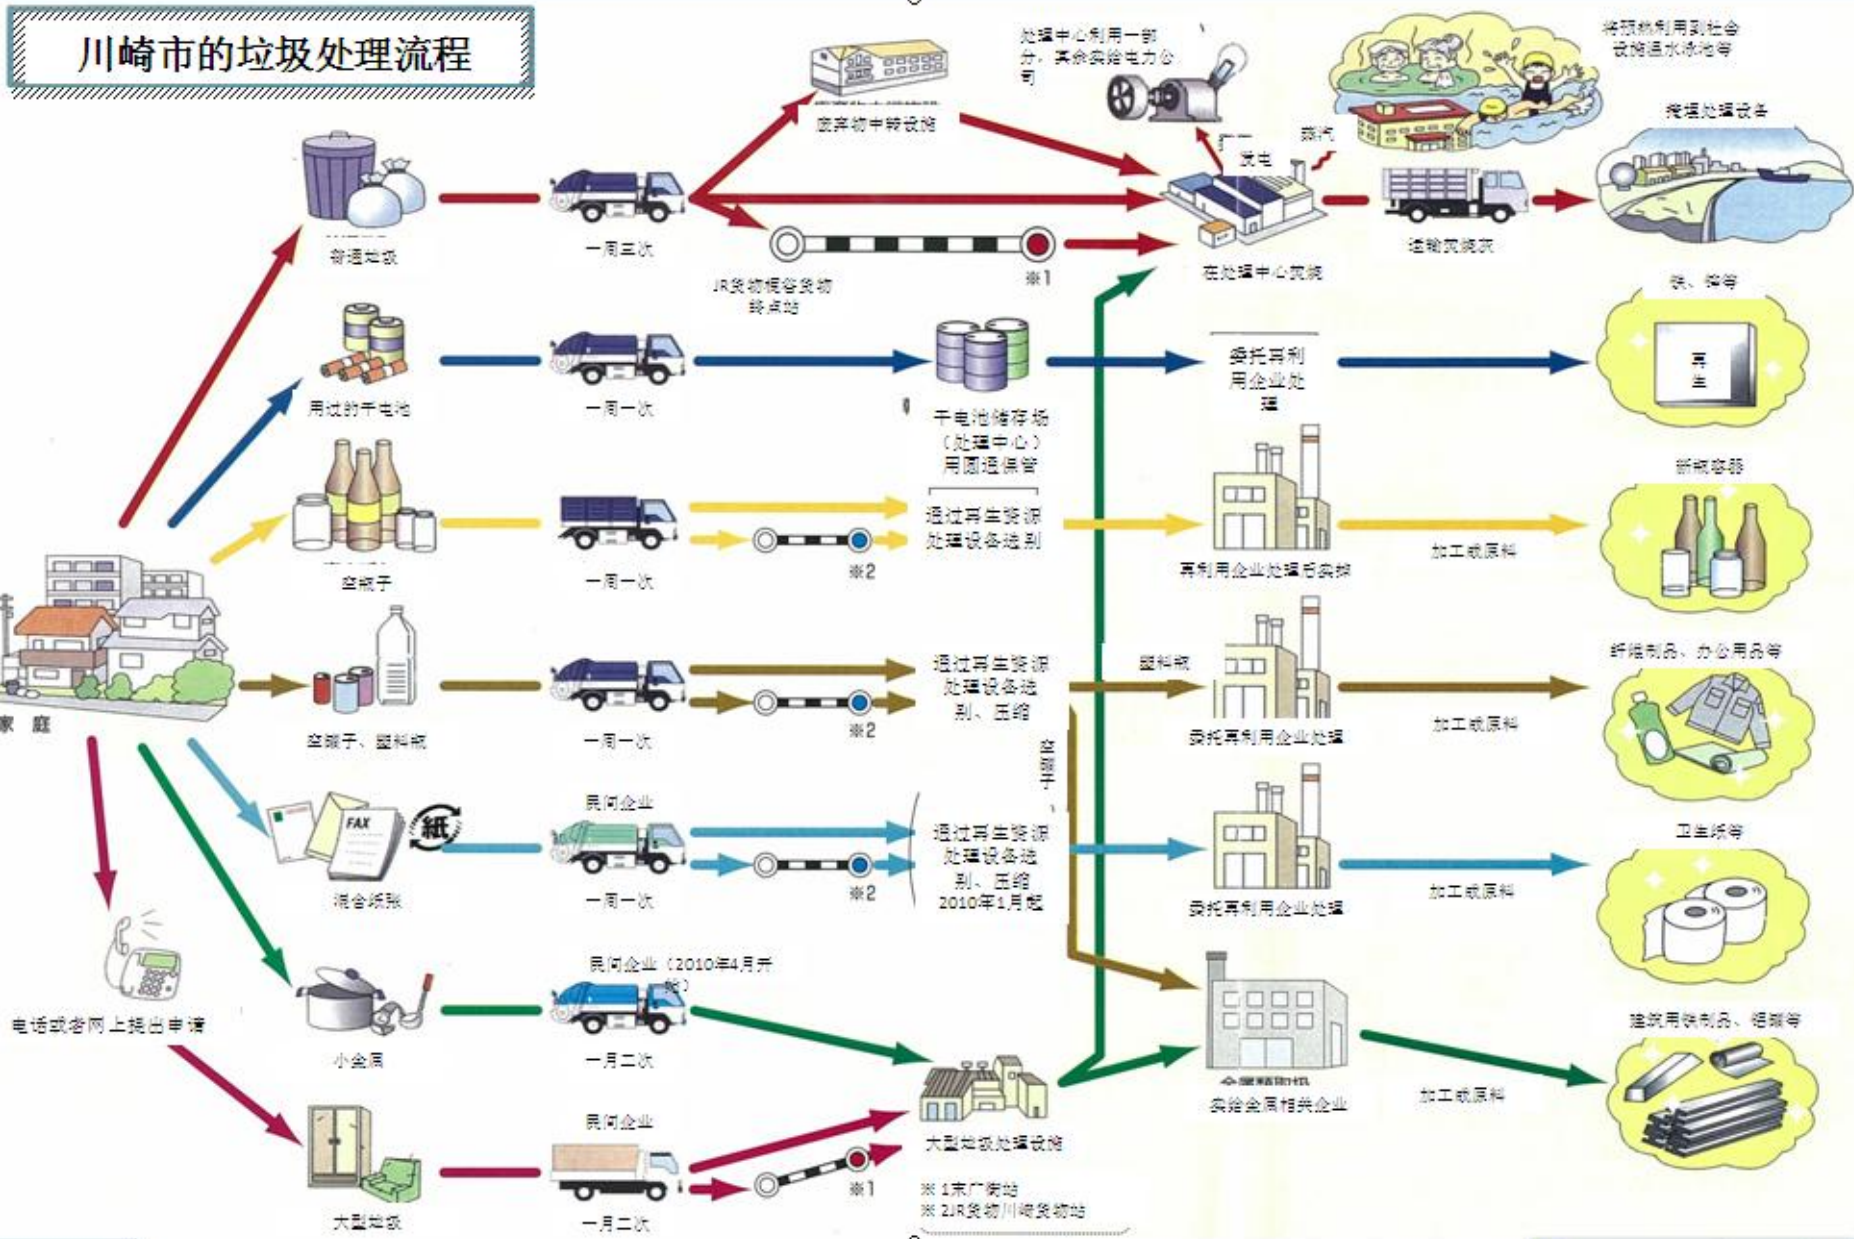 川崎市的垃圾处理流程
处理中心利用一部
分，其余卖给电力公
司
将预热利用到社会
设施温水泳池等
掩埋处理设备
废弃物中转设施
发电
蒸汽
普通垃圾
一周三次
JR货物梶谷货物
终点站
※1
在处理中心焚烧
运输焚烧灰
铁、锌等
用过的干电池
一周一次
干电池储存场
（处理中心）
用圆通保管
委托再利
用企业处
理
再
生
新瓶容器
空瓶子
一周一次
※2
通过再生资源
处理设备选别
再利用企业处理后卖掉
加工成原料
纤维制品、办公用品等
家 庭
空罐子、塑料瓶
一周一次
※2
通过再生资源
处理设备选
别、压缩
塑料瓶
空罐子
委托再利用企业处理
加工成原料
卫生纸等
FAX
紙
混合纸张
民间企业
一周一次
※2
通过再生资源
处理设备选
别、压缩
2010年1月起
委托再利用企业处理
加工成原料
电话或者网上提出申请
小金属
民间企业（2010年4月开
始）
一月二次
建筑用铁制品、铝罐等
卖给金属相关企业
加工成原料
大型垃圾
民间企业
一月二次
※1
大型垃圾处理设施
※ 1末广街站
※ 2JR货物川崎货物站